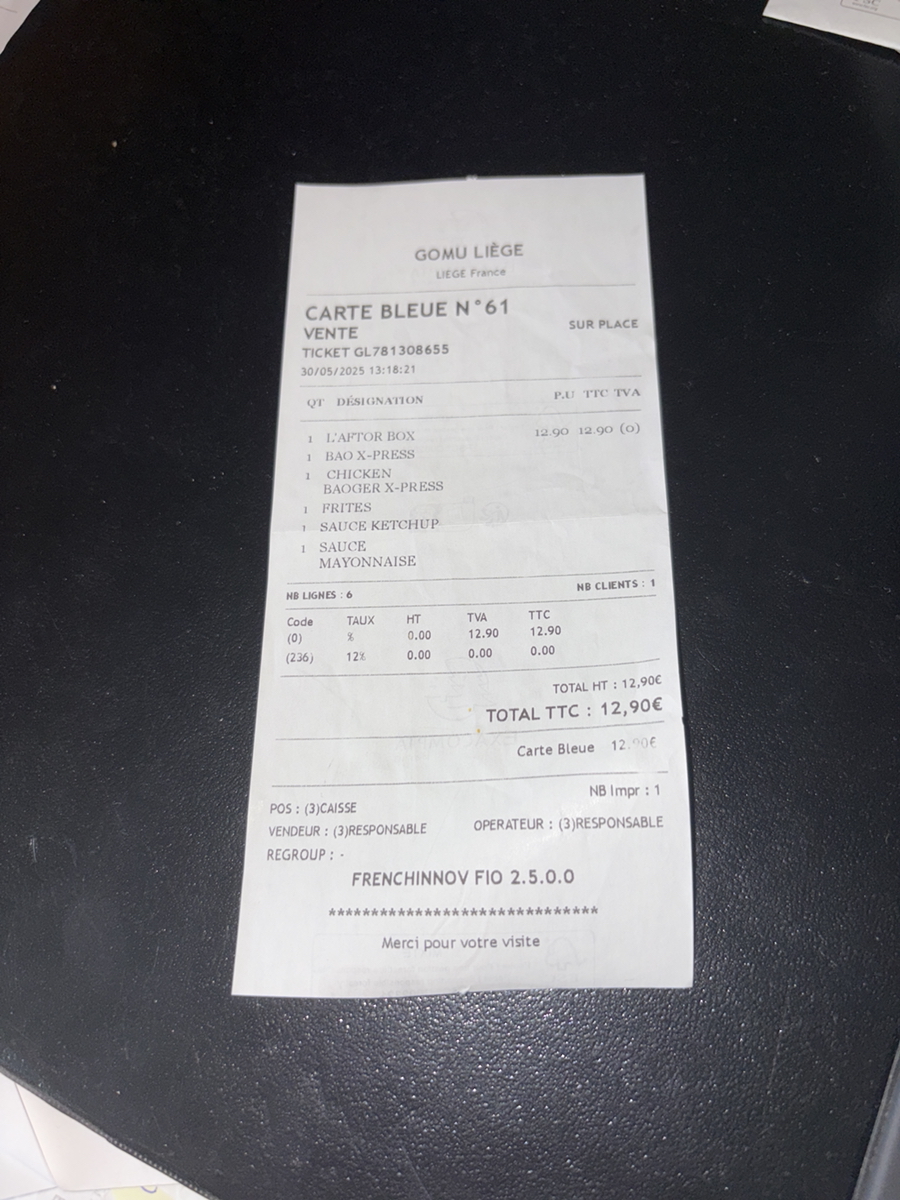 GOMU LIÈGE
LIEGE France
CARTE BLEUE N°61
VENTE SUR PLACE
TICKET GL781308655
30/05/2025 13:18:21
QT DÉSIGNATION P.U TTC TVA
1 L'AFTOR BOX 12.90 12.90 (0)
1 BAO X-PRESS
1 CHICKEN
BAOGER X-PRESS
1 FRITES
1 SAUCE KETCHUP
1 SAUCE
MAYONNAISE
NB LIGNES : 6 NB CLIENTS : 1
Code TAUX HT TVA TTC
(0) % 0.00 12.90 12.90
(236) 12% 0.00 0.00 0.00
TOTAL HT : 12,90€
TOTAL TTC : 12,90€
Carte Bleue 12.90€
NB Impr : 1
POS : (3)CAISSE
VENDEUR : (3)RESPONSABLE OPERATEUR : (3)RESPONSABLE
REGROUP : -
FRENCHINNOV FIO 2.5.0.0
********************************
Merci pour votre visite